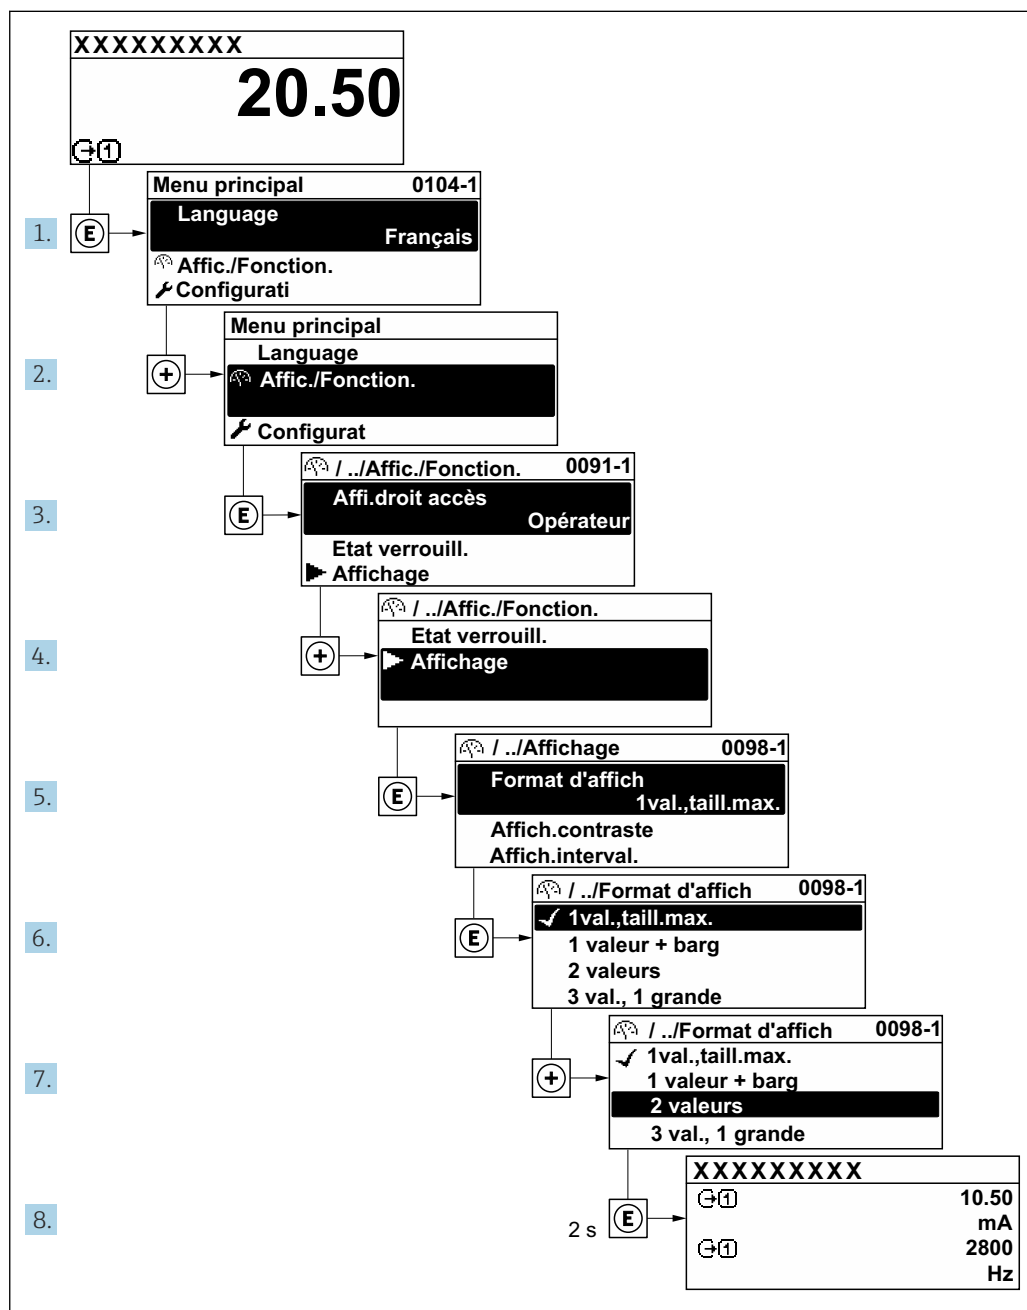 XXXXXXXXX
20.50
1
1.
E
Menu principal 0104-1
Language
Français
Affic./Fonction.
Configurati
2.
+
Menu principal
Language
Affic./Fonction.
Configurat
3.
E
/ ../Affic./Fonction. 0091-1
Affi.droit accès
Opérateur
Etat verrouill.
Affichage
4.
+
/ ../Affic./Fonction.
Etat verrouill.
Affichage
5.
E
/ ../Affichage 0098-1
Format d'affich
1val.,taill.max.
Affich.contraste
Affich.interval.
6.
E
/ ../Format d'affich 0098-1
1val.,taill.max.
1 valeur + barg
2 valeurs
3 val., 1 grande
7.
+
/ ../Format d'affich 0098-1
1val.,taill.max.
1 valeur + barg
2 valeurs
3 val., 1 grande
8.
2 s
E
XXXXXXXXX
1 10.50
mA
1 2800
Hz